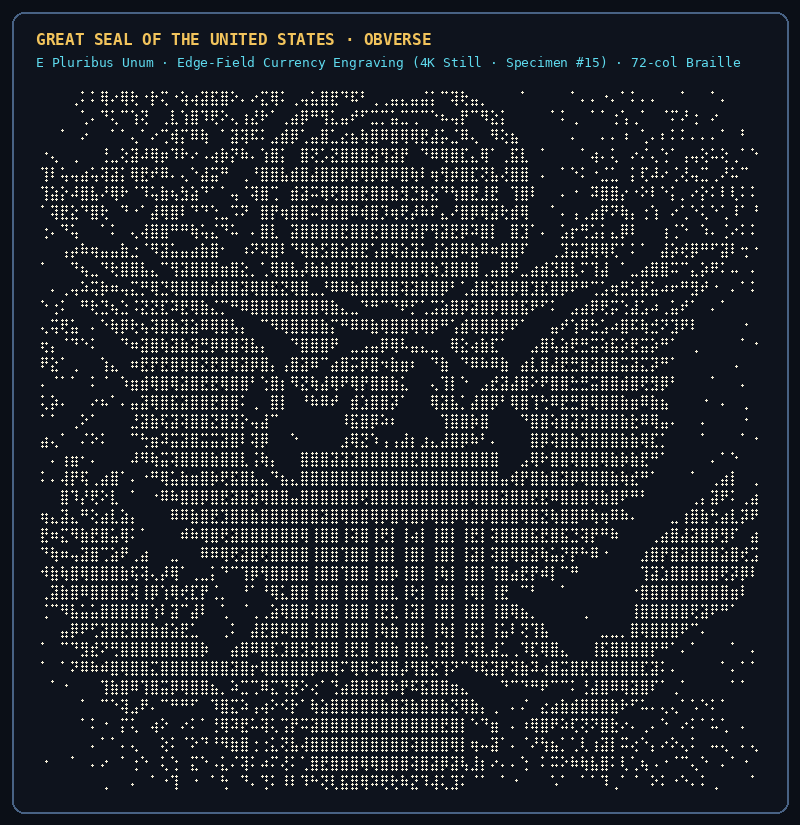 GREAT SEAL OF THE UNITED STATES · OBVERSE
E Pluribus Unum · Edge-Field Currency Engraving (4K Still · Specimen #15) · 72-col Braille